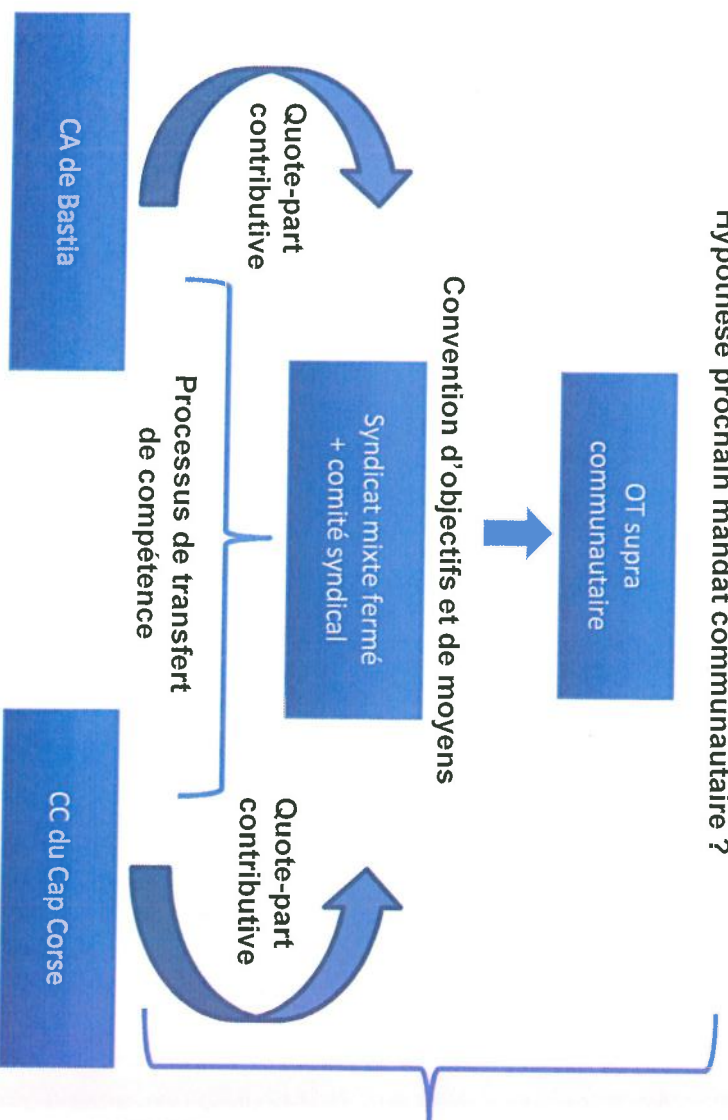 Hypothèse prochain mandat communautaire ?
OT supra
communautaire
Convention d'objectifs et de moyens
Syndicat mixte fermé
+ comité syndical
Quote-part
contributive
Quote-part
contributive
Processus de transfert
de compétence
CA de Bastia
CC du Cap Corse